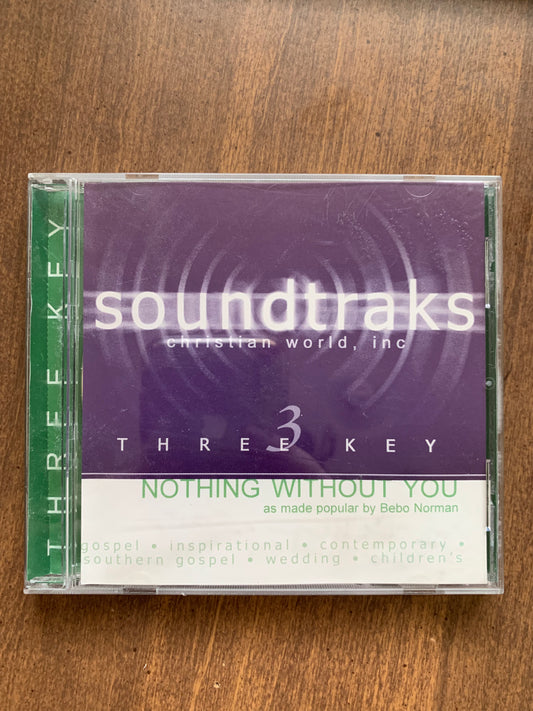 THREE KEY
soundtraks
christian world, inc
3
THREE KEY
NOTHING WITHOUT YOU
as made popular by Bebo Norman
gospel • inspirational • contemporary •
southern gospel • wedding • children's